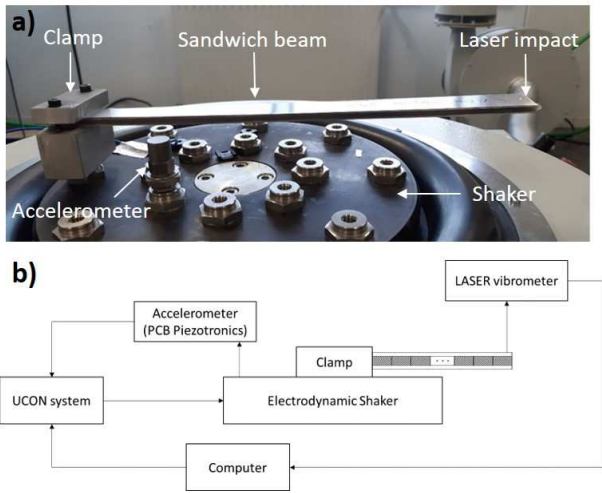 a)
Clamp
Sandwich beam
Laser impact
Accelerometer
Shaker
b)
LASER vibrometer
Accelerometer
(PCB Piezotronics)
Clamp
UCON system
Electrodynamic Shaker
Computer